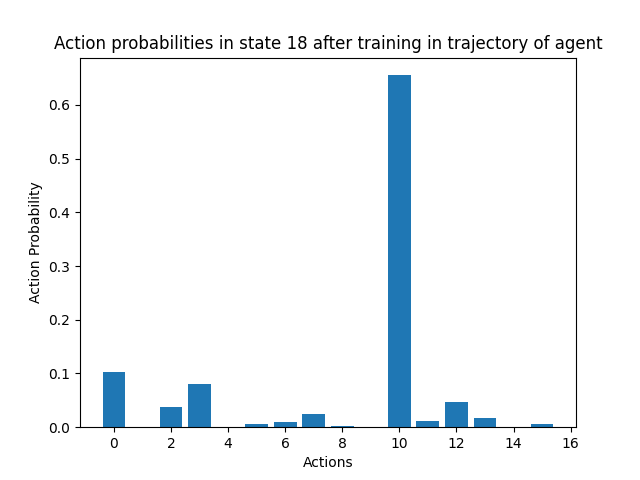 Action probabilities in state 18 after training in trajectory of agent
0.6
0.5
0.4
0.3
0.2
0.1
0.0
Action Probability
0 2 4 6 8 10 12 14 16
Actions